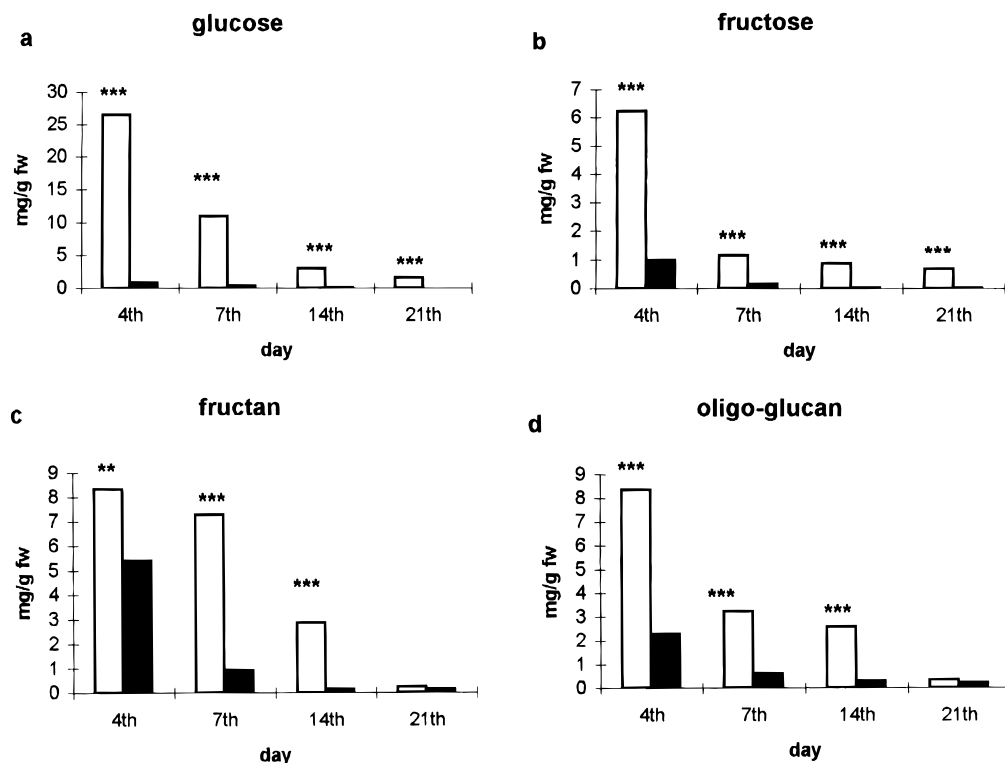 a
glucose
mg/g fw
30
25
20
15
10
5
0
***
***
***
***
4th 7th 14th 21th
day
b
fructose
mg/g fw
7
6
5
4
3
2
1
0
***
***
***
***
4th 7th 14th 21th
day
c
fructan
mg/g fw
9
8
7
6
5
4
3
2
1
0
**
***
***
4th 7th 14th 21th
day
d
oligo-glucan
mg/g fw
9
8
7
6
5
4
3
2
1
0
***
***
***
4th 7th 14th 21th
day